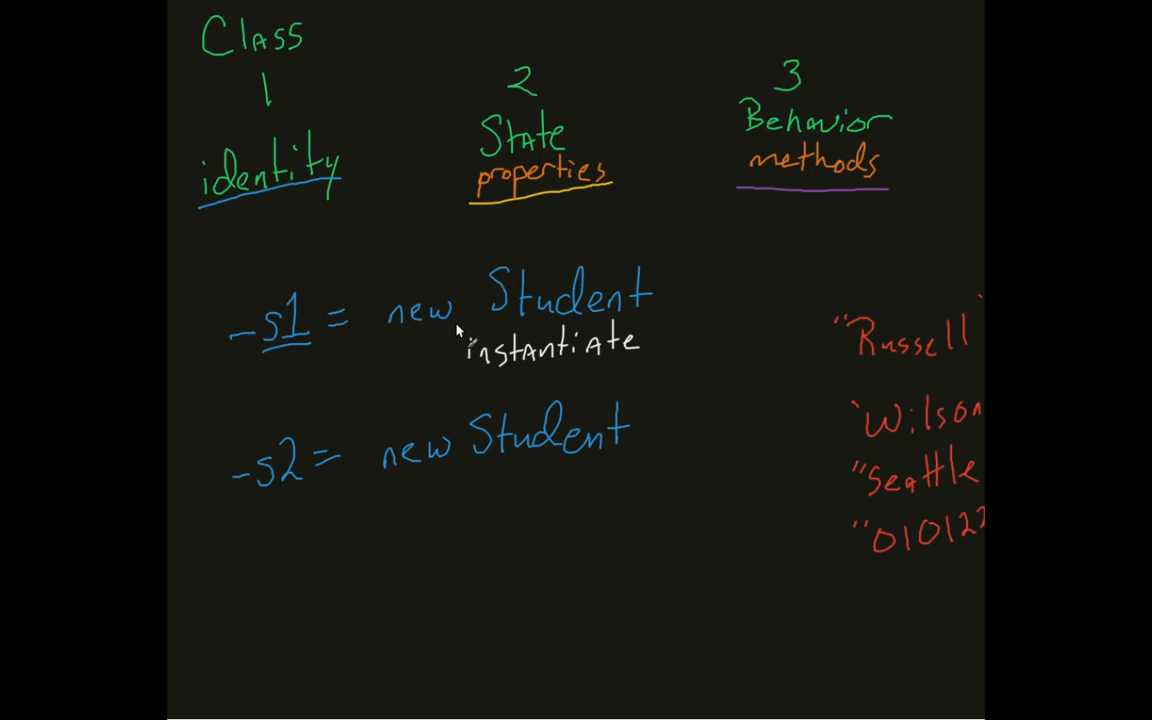 Class
1 2 3
identity State Behavior
properties methods
-s1 = new Student
instantiate
"Russell
"Wilson
-s2 = new Student
"Seattle
"010122